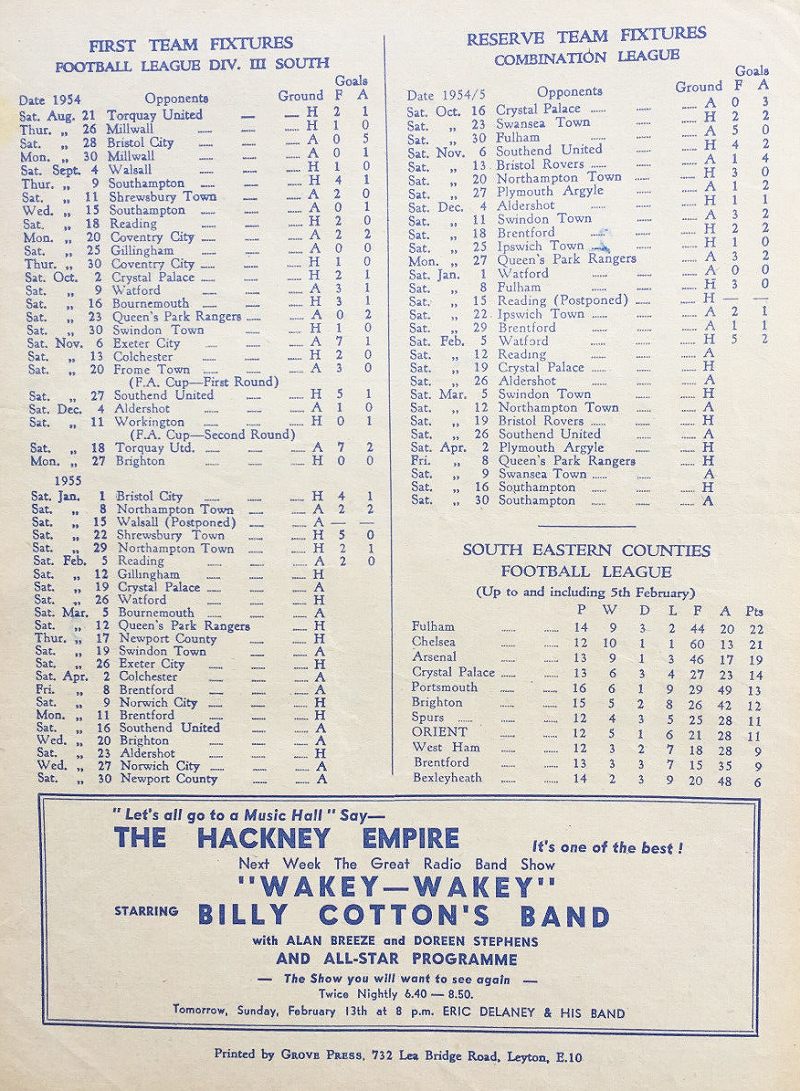 FIRST TEAM FIXTURES
FOOTBALL LEAGUE DIV. III SOUTH
Goals
Date 1954 Opponents Ground F A
Sat. Aug. 21 Torquay United — — H 2 1
Thur. „ 26 Millwall — — H 1 0
Sat. „ 28 Bristol City — — A 0 5
Mon. „ 30 Millwall — — A 0 1
Sat. Sept. 4 Walsall — — H 1 0
Thur. „ 9 Southampton — — H 4 1
Sat. „ 11 Shrewsbury Town — A 2 0
Wed. „ 15 Southampton — — A 0 1
Sat. „ 18 Reading — — H 2 0
Mon. „ 20 Coventry City — — A 2 2
Sat. „ 25 Gillingham — — A 0 0
Thur. „ 30 Coventry City — — H 1 0
Sat. Oct. 2 Crystal Palace — — H 2 1
Sat. „ 9 Watford — — A 3 1
Sat. „ 16 Bournemouth — — H 3 1
Sat. „ 23 Queen's Park Rangers — — A 0 2
Sat. „ 30 Swindon Town — H 1 0
Sat. Nov. 6 Exeter City — — A 7 1
Sat. „ 13 Colchester — — H 2 0
Sat. „ 20 Frome Town — — A 3 0
(F.A. Cup—First Round)
Sat. „ 27 Southend United — H 5 1
Sat. Dec. 4 Aldershot — — A 1 0
Sat. „ 11 Workington — — H 0 1
(F.A. Cup—Second Round)
Sat. „ 18 Torquay Utd. — — A 7 2
Mon. „ 27 Brighton — — H 0 0
1955
Sat. Jan. 1 Bristol City — — H 4 1
Sat. „ 8 Northampton Town — A 2 2
Sat. „ 15 Walsall (Postponed) — A — —
Sat. „ 22 Shrewsbury Town — H 5 0
Sat. „ 29 Northampton Town — H 2 1
Sat. Feb. 5 Reading — — A 2 0
Sat. „ 12 Gillingham — — H
Sat. „ 19 Crystal Palace — — A
Sat. „ 26 Watford — — H
Sat. Mar. 5 Bournemouth — — A
Sat. „ 12 Queen's Park Rangers — H
Thur. „ 17 Newport County — H
Sat. „ 19 Swindon Town — A
Sat. „ 26 Exeter City — — H
Sat. Apr. 2 Colchester — — A
Fri. „ 8 Brentford — — A
Sat. „ 9 Norwich City — — H
Mon. „ 11 Brentford — — H
Sat. „ 16 Southend United — A
Wed. „ 20 Brighton — — A
Sat. „ 23 Aldershot — — H
Wed. „ 27 Norwich City — — A
Sat. „ 30 Newport County — A
RESERVE TEAM FIXTURES
COMBINATION LEAGUE
Goals
Date 1954/5 Opponents Ground F A
Sat. Oct. 16 Crystal Palace — — A 0 3
Sat. „ 23 Swansea Town — H 2 2
Sat. „ 30 Fulham — — A 5 0
Sat. Nov. 6 Southend United — H 4 2
Sat. „ 13 Bristol Rovers — — A 1 4
Sat. „ 20 Northampton Town — H 3 0
Sat. „ 27 Plymouth Argyle — A 1 2
Sat. Dec. 4 Aldershot — — H 1 1
Sat. „ 11 Swindon Town — A 3 2
Sat. „ 18 Brentford — — H 2 2
Sat. „ 25 Ipswich Town — — H 1 0
Mon. „ 27 Queen's Park Rangers — A 3 2
Sat. Jan. 1 Watford — — A 0 0
Sat. „ 8 Fulham — — H 3 0
Sat. „ 15 Reading (Postponed) — H — —
Sat. „ 22 Ipswich Town — — A 2 1
Sat. „ 29 Brentford — — A 1 1
Sat. Feb. 5 Watford — — H 5 2
Sat. „ 12 Reading — — A
Sat. „ 19 Crystal Palace — — H
Sat. „ 26 Aldershot — — A
Sat. Mar. 5 Swindon Town — H
Sat. „ 12 Northampton Town — A
Sat. „ 19 Bristol Rovers — — H
Sat. „ 26 Southend United — A
Sat. Apr. 2 Plymouth Argyle — H
Fri. „ 8 Queen's Park Rangers — H
Sat. „ 9 Swansea Town — — A
Sat. „ 16 Southampton — — H
Sat. „ 30 Southampton — — A
SOUTH EASTERN COUNTIES
FOOTBALL LEAGUE
(Up to and including 5th February)
P W D L F A Pts
Fulham — — 14 9 3 2 44 20 22
Chelsea — — 12 10 1 1 60 13 21
Arsenal — — 13 9 1 3 46 17 19
Crystal Palace — — 13 6 3 4 27 23 14
Portsmouth — — 16 6 1 9 29 49 13
Brighton — — 15 5 2 8 26 42 12
Spurs — — 12 4 3 5 25 28 11
ORIENT — — 12 5 1 6 21 28 11
West Ham — — 12 3 2 7 18 28 9
Brentford — — 13 3 3 7 15 35 9
Bexleyheath — — 14 2 3 9 20 48 6
"Let's all go to a Music Hall" Say—
THE HACKNEY EMPIRE It's one of the best !
Next Week The Great Radio Band Show
"WAKEY—WAKEY"
STARRING BILLY COTTON'S BAND
with ALAN BREEZE and DOREEN STEPHENS
AND ALL-STAR PROGRAMME
— The Show you will want to see again —
Twice Nightly 6.40 — 8.50.
Tomorrow, Sunday, February 13th at 8 p.m. ERIC DELANEY & HIS BAND
Printed by GROVE PRESS, 732 Lea Bridge Road, Leyton, E.10